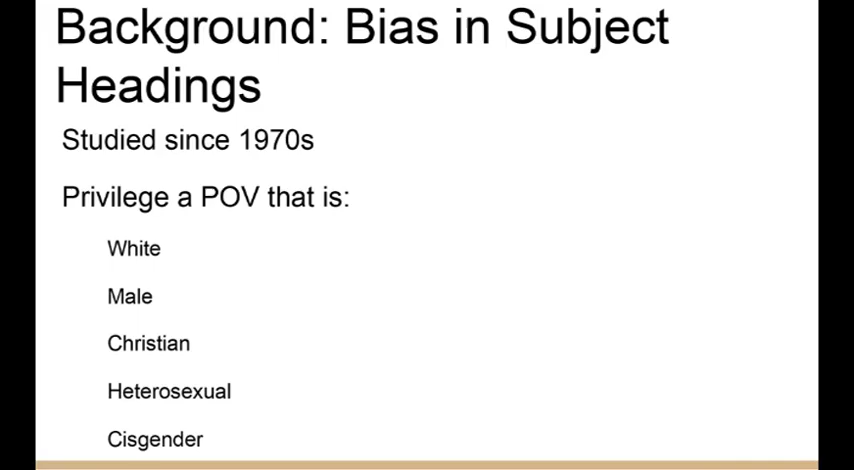 Background: Bias in Subject
Headings
Studied since 1970s
Privilege a POV that is:
White
Male
Christian
Heterosexual
Cisgender